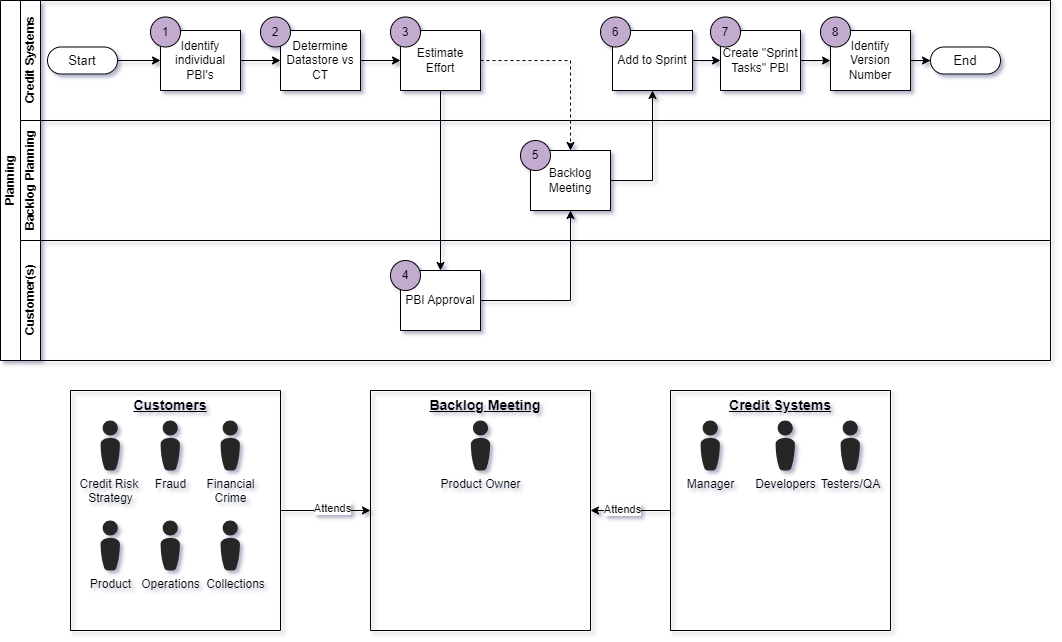 Planning
Credit Systems
Backlog Planning
Customer(s)
Start
1
Identify
individual
PBI's
2
Determine
Datastore vs
CT
3
Estimate
Effort
4
PBI Approval
5
Backlog
Meeting
6
Add to Sprint
7
Create "Sprint
Tasks" PBI
8
Identify
Version
Number
End
Customers
Credit Risk
Strategy
Fraud
Financial
Crime
Product
Operations
Collections
Attends
Backlog Meeting
Product Owner
Attends
Credit Systems
Manager
Developers
Testers/QA